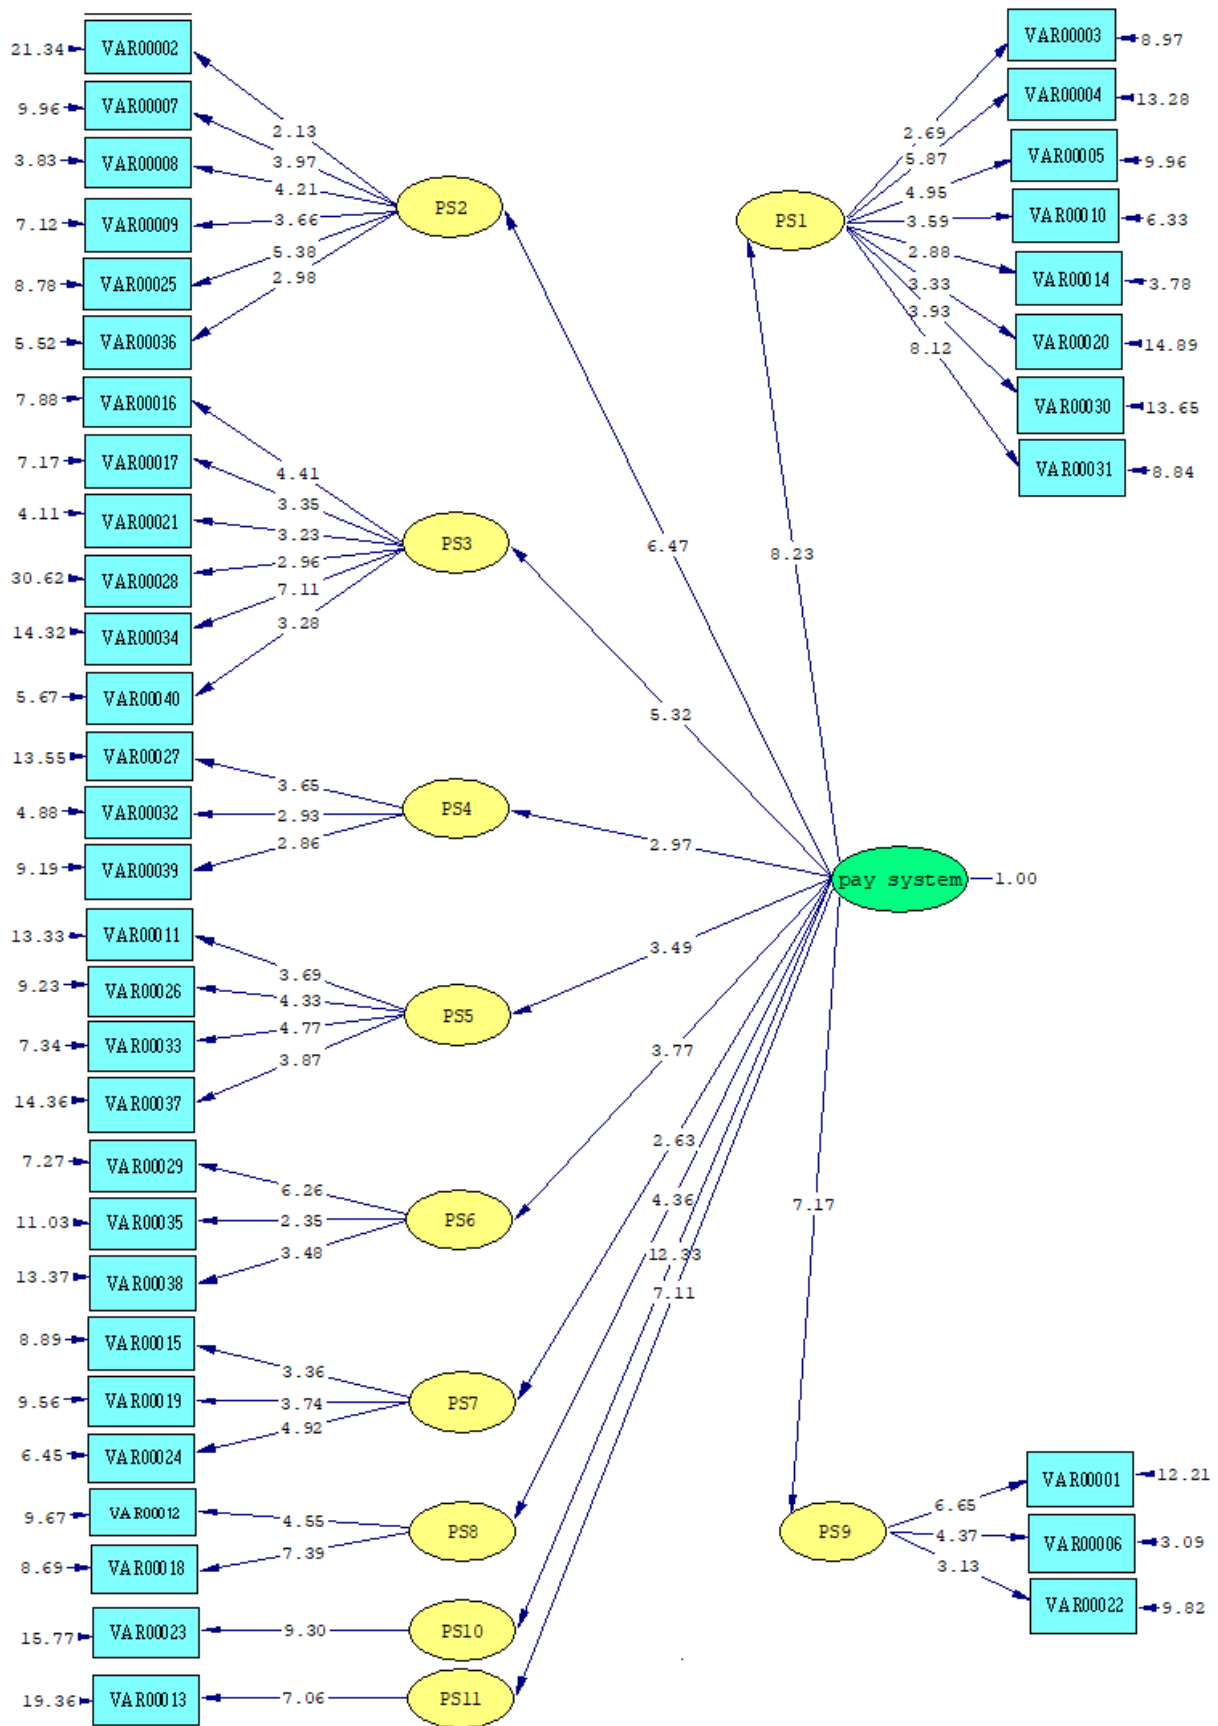 21.34 VAR00002
9.96 VAR00007
3.83 VAR00008
7.12 VAR00009
8.78 VAR00025
5.52 VAR00036
2.13
3.97
4.21
3.66
5.38
2.98
PS2
7.88 VAR00016
7.17 VAR00017
4.11 VAR00021
30.62 VAR00028
14.32 VAR00034
5.67 VAR00040
4.41
3.35
3.23
2.96
7.11
3.28
PS3
13.55 VAR00027
4.88 VAR00032
9.19 VAR00039
3.65
2.93
2.86
PS4
13.33 VAR00011
9.23 VAR00026
7.34 VAR00033
14.36 VAR00037
3.69
4.33
4.77
3.87
PS5
7.27 VAR00029
11.03 VAR00035
13.37 VAR00038
6.26
2.35
3.48
PS6
8.89 VAR00015
9.56 VAR00019
6.45 VAR00024
3.36
3.74
4.92
PS7
9.67 VAR00012
8.69 VAR00018
4.55
7.39
PS8
15.77 VAR00023
9.30
PS10
19.36 VAR00013
7.06
PS11
6.47
8.23
5.32
2.97
3.49
3.77
2.63
4.36
12.33
7.11
7.17
pay system 1.00
PS1
2.69
5.87
4.95
3.59
2.88
3.33
3.93
8.12
VAR00003 8.97
VAR00004 13.28
VAR00005 9.96
VAR00010 6.33
VAR00014 3.78
VAR00020 14.89
VAR00030 13.65
VAR00031 8.84
PS9
6.65
4.37
3.13
VAR00001 12.21
VAR00006 3.09
VAR00022 9.82